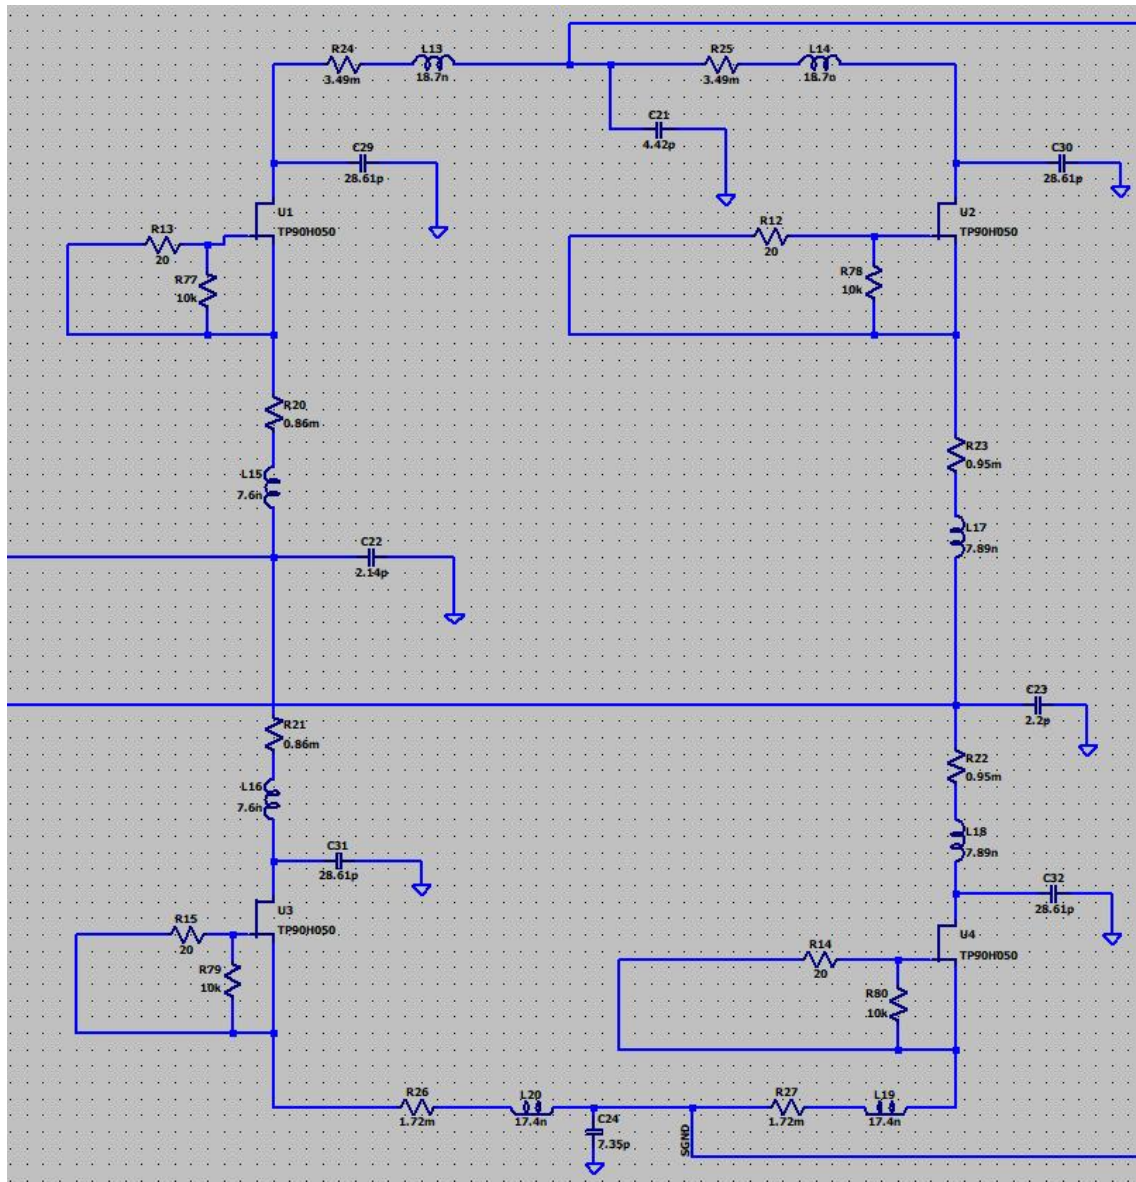 R24
3.49m
L13
18.7n
R25
3.49m
L14
18.7n
C21
4.42p
C29
28.61p
C30
28.61p
U1
TP90H050
R13
20
R77
10k
U2
TP90H050
R12
20
R78
10k
R20
0.86m
L15
7.6n
RZ3
0.95m
L17
7.89n
C22
2.14p
C23
2.2p
R21
0.86m
L16
7.6n
RZ2
0.95m
L18
7.89n
C31
28.61p
C32
28.61p
U3
TP90H050
R15
20
R79
10k
U4
TP90H050
R14
20
R80
10k
R26
1.72m
L20
17.4n
C24
7.35p
SGND
R27
1.72m
L19
17.4n